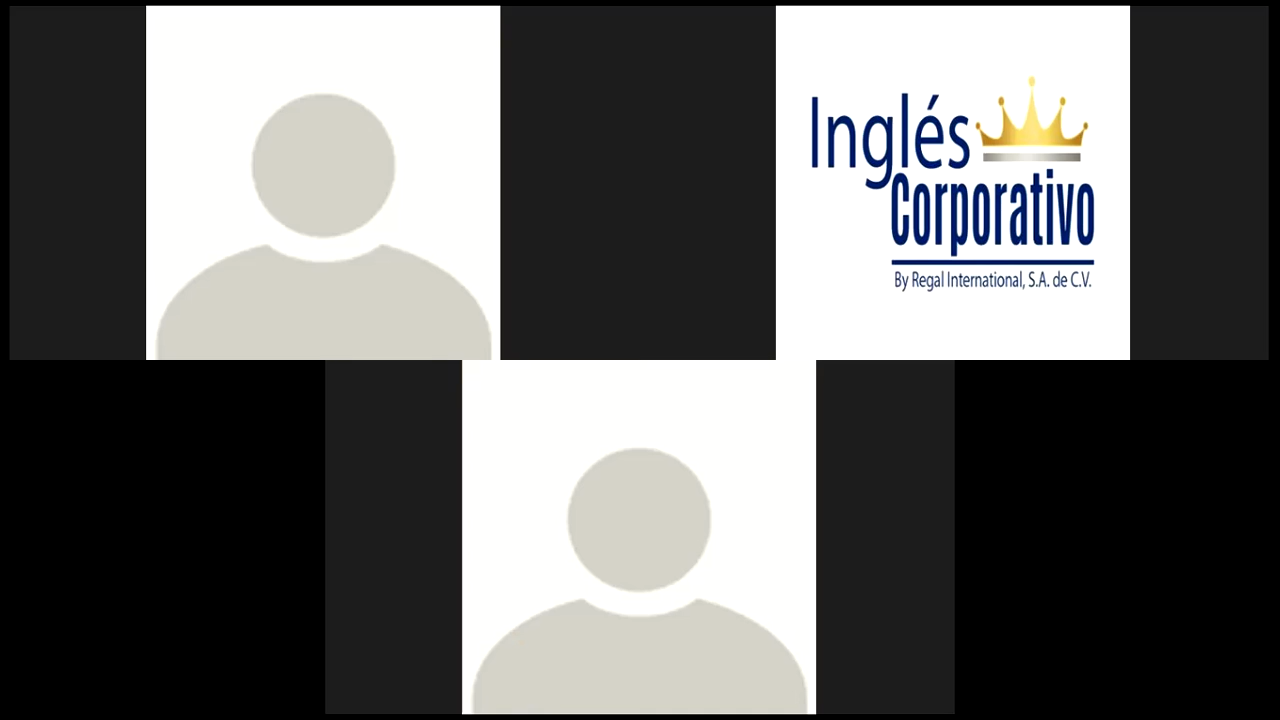 Inglés
Corporativo
By Regal International, S.A. de C.V.